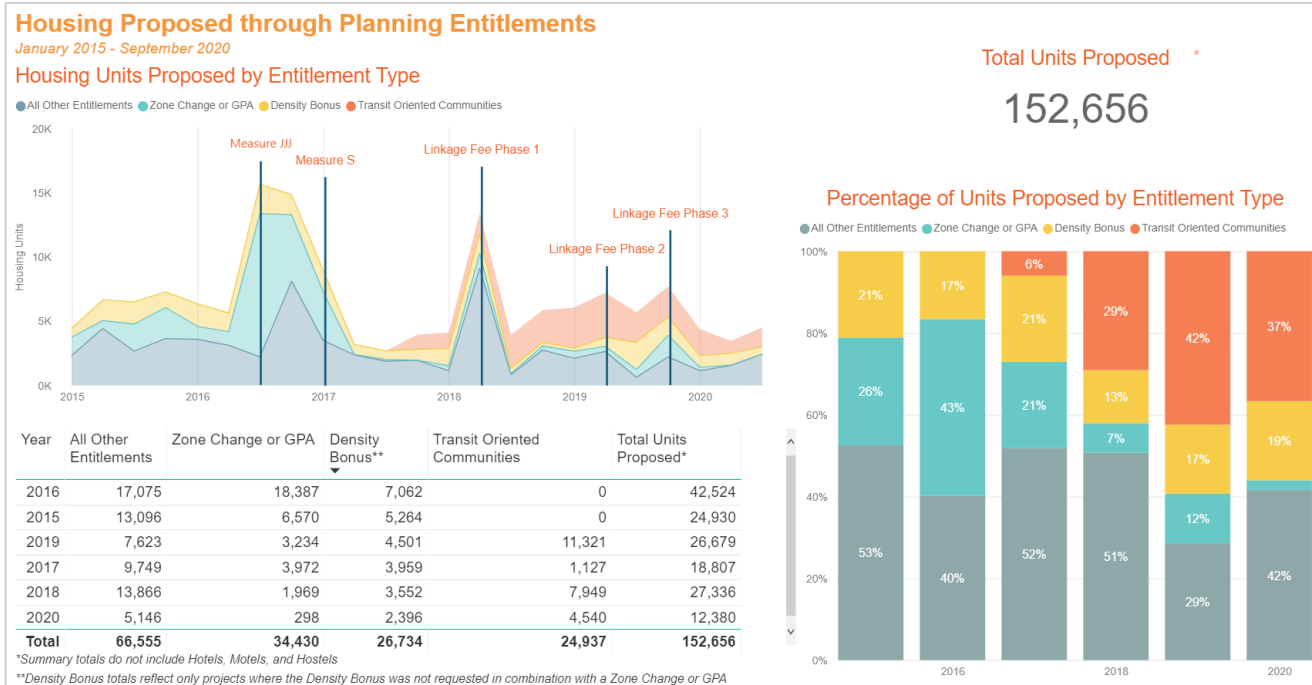 Housing Proposed through Planning Entitlements
January 2015 - September 2020
Housing Units Proposed by Entitlement Type
All Other Entitlements Zone Change or GPA Density Bonus Transit Oriented Communities
20K
15K
10K
5K
0K
Housing Units
Measure JJJ
Measure S
Linkage Fee Phase 1
Linkage Fee Phase 2
Linkage Fee Phase 3
2015 2016 2017 2018 2019 2020
Total Units Proposed *
152,656
Percentage of Units Proposed by Entitlement Type
All Other Entitlements Zone Change or GPA Density Bonus Transit Oriented Communities
100%
80%
60%
40%
20%
0%
21% 26% 53%
17% 43% 40%
6% 21% 21% 52%
29% 13% 7% 51%
42% 17% 12% 29%
37% 19% 42%
2016 2018 2020
Year All Other Entitlements Zone Change or GPA Density Bonus** Transit Oriented Communities Total Units Proposed*
2016 17,075 18,387 7,062 0 42,524
2015 13,096 6,570 5,264 0 24,930
2019 7,623 3,234 4,501 11,321 26,679
2017 9,749 3,972 3,959 1,127 18,807
2018 13,866 1,969 3,552 7,949 27,336
2020 5,146 298 2,396 4,540 12,380
Total 66,555 34,430 26,734 24,937 152,656
*Summary totals do not include Hotels, Motels, and Hostels
**Density Bonus totals reflect only projects where the Density Bonus was not requested in combination with a Zone Change or GPA